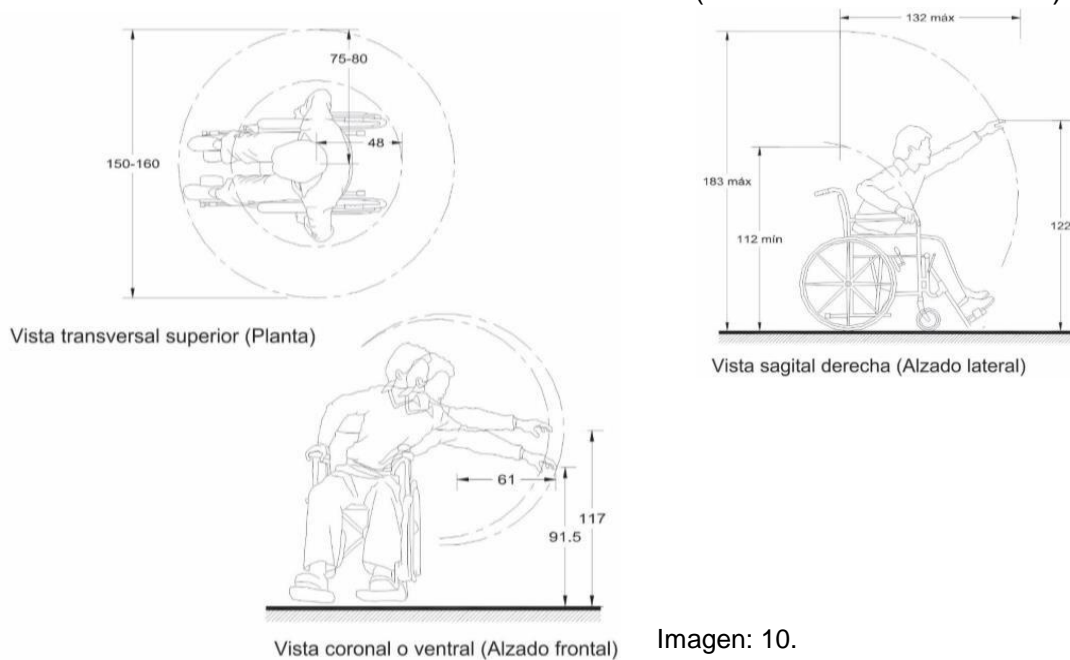 (
)
75-80
48
150-160
Vista transversal superior (Planta)
132 máx
183 máx
112 mín
122
Vista sagital derecha (Alzado lateral)
61
117
91.5
Vista coronal o ventral (Alzado frontal)
Imagen: 10.